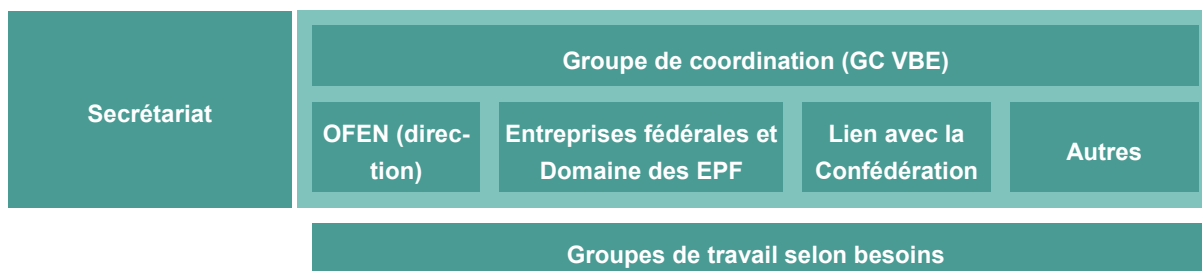 Secrétariat
Groupe de coordination (GC VBE)
OFEN (direc-
tion)
Entreprises fédérales et
Domaine des EPF
Lien avec la
Confédération
Autres
Groupes de travail selon besoins